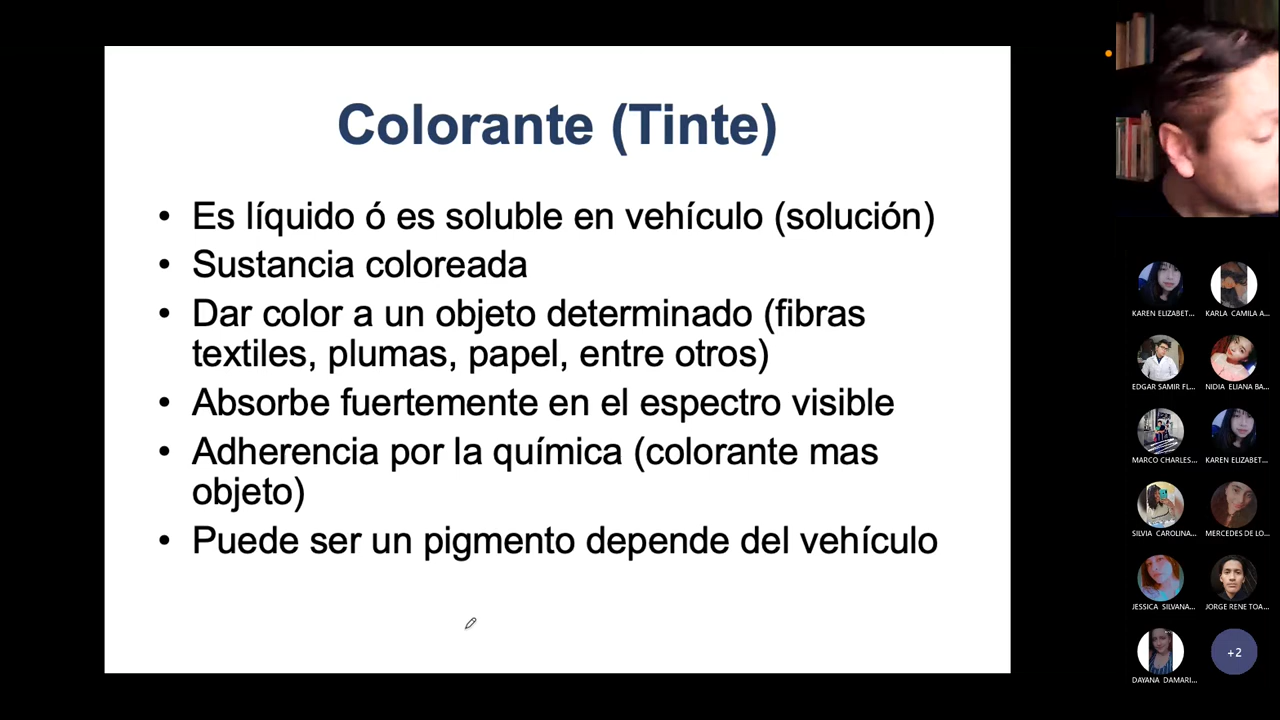 Colorante (Tinte)
• Es líquido ó es soluble en vehículo (solución)
• Sustancia coloreada
• Dar color a un objeto determinado (fibras
textiles, plumas, papel, entre otros)
• Absorbe fuertemente en el espectro visible
• Adherencia por la química (colorante mas
objeto)
• Puede ser un pigmento depende del vehículo
KAREN ELIZABET...
KARLA CAMILA A...
EDGAR SAMIR FL...
NIDIA ELIANA BA...
MARCO CHARLES...
KAREN ELIZABET...
SILVIA CAROLINA...
MERCEDES DE LO...
JESSICA SILVANA...
JORGE RENE TOA...
DAYANA DAMARI...
+2